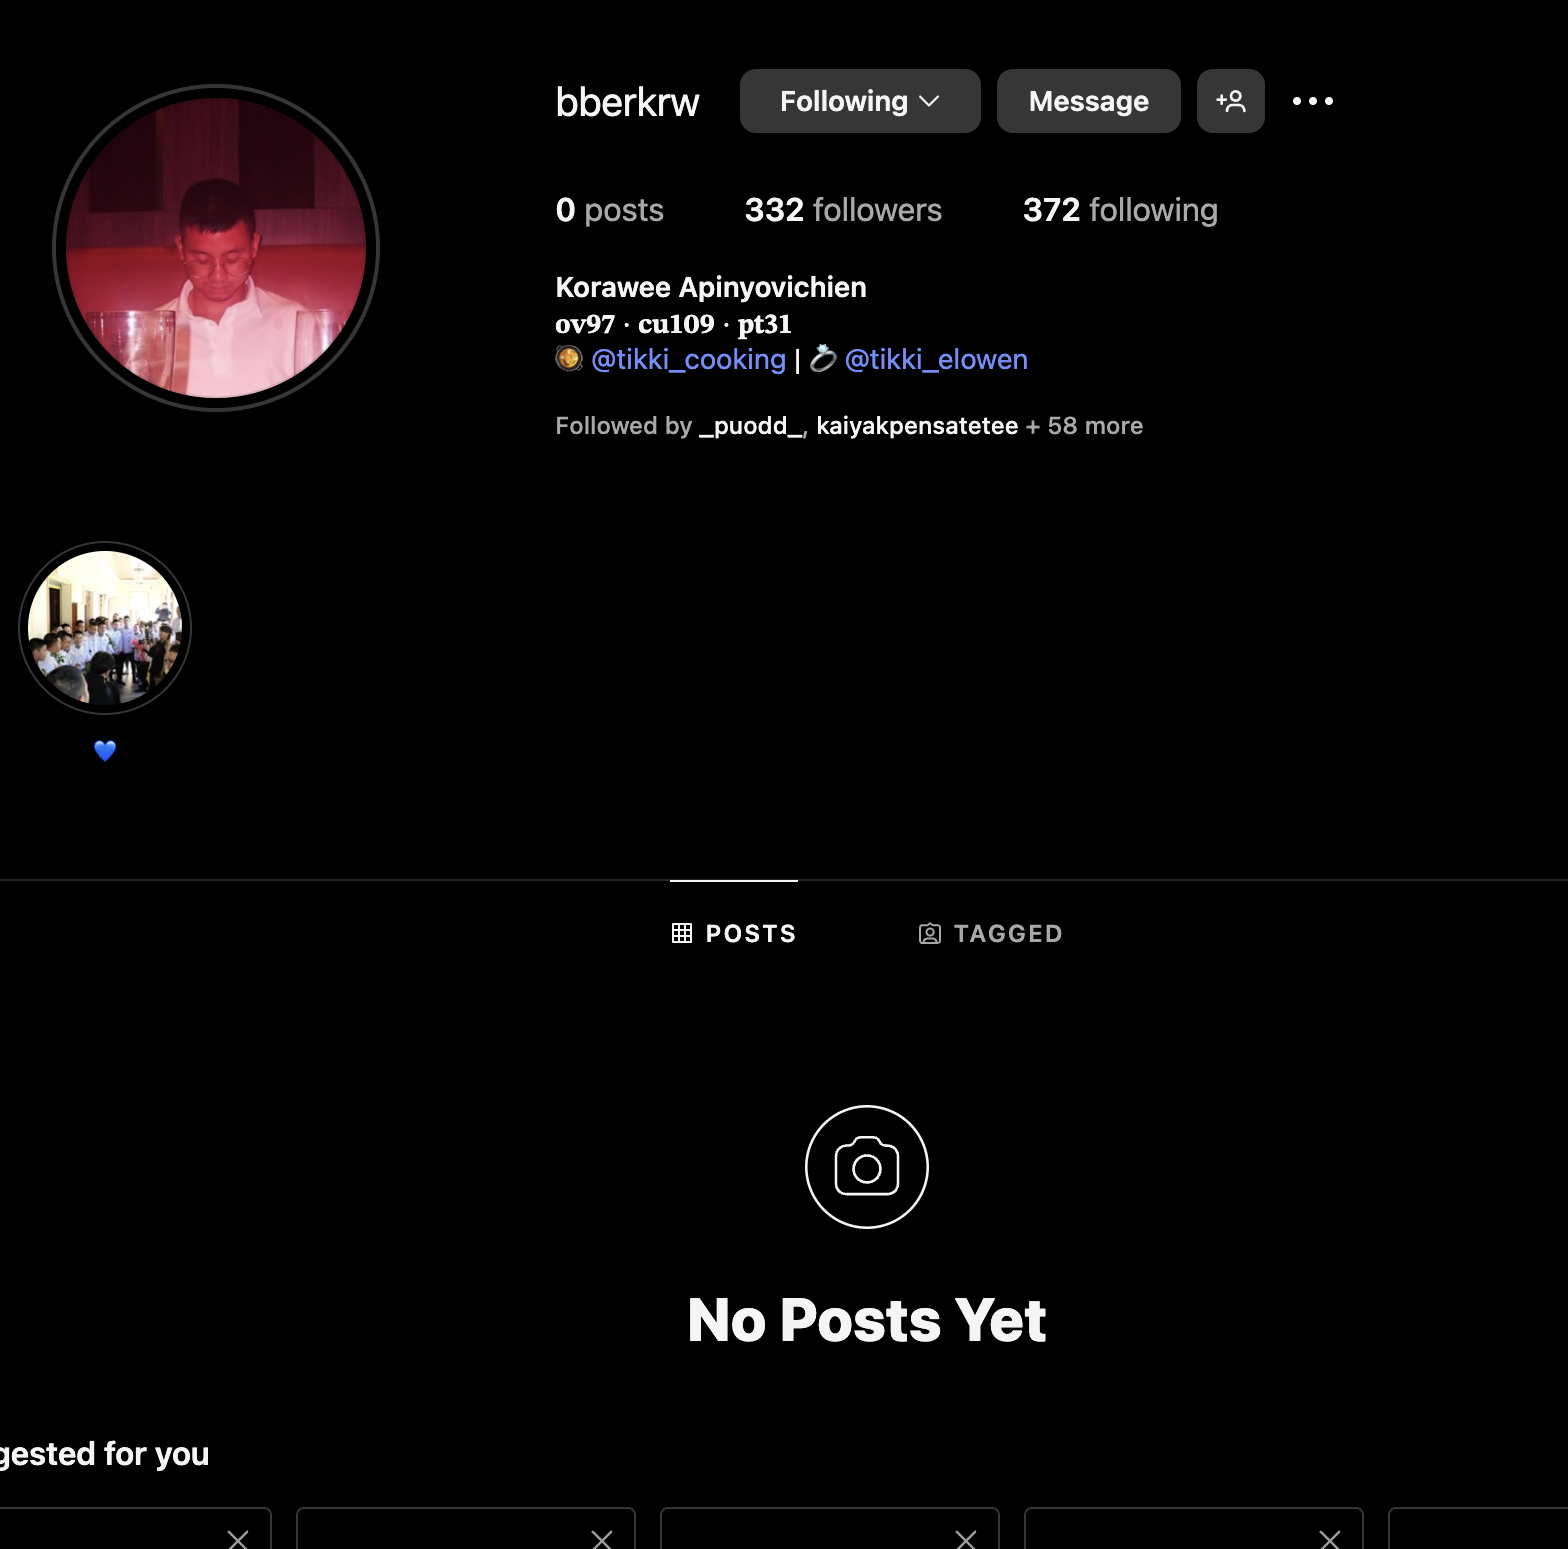 bberkrw Following Message
0 posts 332 followers 372 following
Korawee Apinyovichien
ov97 · cu109 · pt31
🥘 @tikki_cooking | 💍 @tikki_elowen
Followed by _puodd_, kaiyakpensatetee + 58 more
💙
POSTS TAGGED
No Posts Yet
gested for you